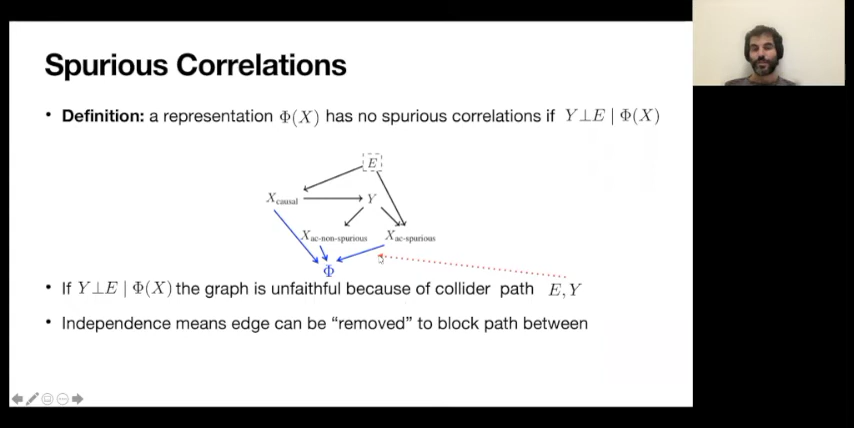 Spurious Correlations
• Definition: a representation Φ(X) has no spurious correlations if Y⊥E | Φ(X)
E
X_causal
Y
X_ac-non-spurious
X_ac-spurious
Φ
• If Y⊥E | Φ(X) the graph is unfaithful because of collider path E, Y
• Independence means edge can be “removed” to block path between